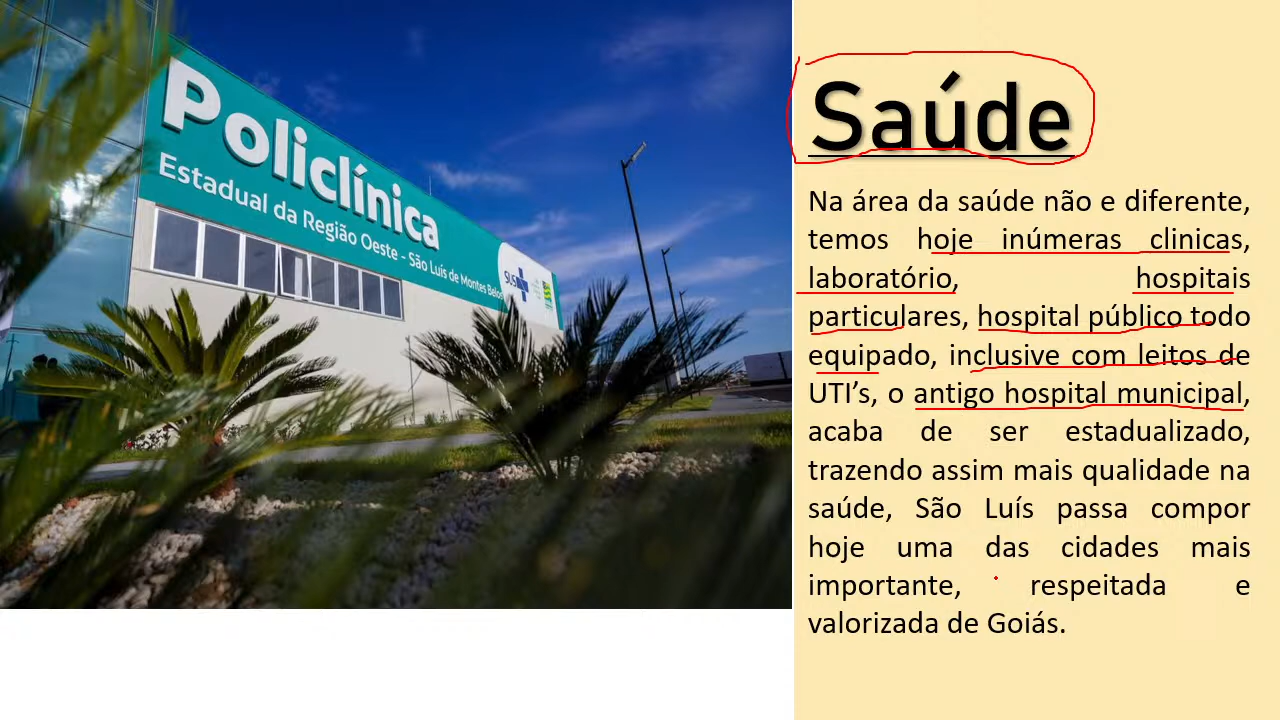 Policlínica
Estadual da Região Oeste - São Luís de Montes Belos
SUS
Saúde
Na área da saúde não e diferente,
temos hoje inúmeras clinicas,
laboratório, hospitais
particulares, hospital público todo
equipado, inclusive com leitos de
UTI’s, o antigo hospital municipal,
acaba de ser estadualizado,
trazendo assim mais qualidade na
saúde, São Luís passa compor
hoje uma das cidades mais
importante, respeitada e
valorizada de Goiás.